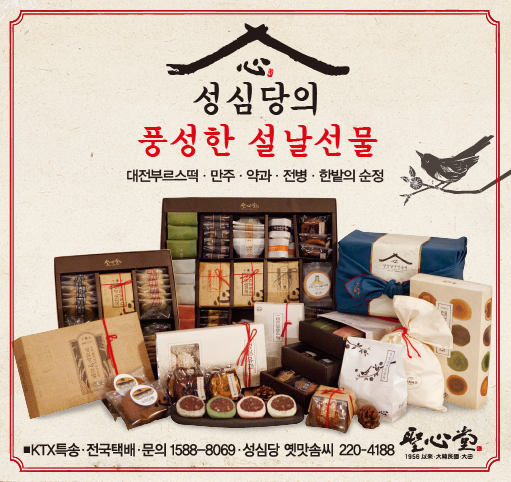 心
성심당의
풍성한 설날선물
대전부르스떡 · 만주 · 약과 · 전병 · 한밭의 순정
■KTX특송·전국택배·문의 1588-8069·성심당 옛맛솜씨 220-4188
聖心堂
1956 以來·大韓民國·大田